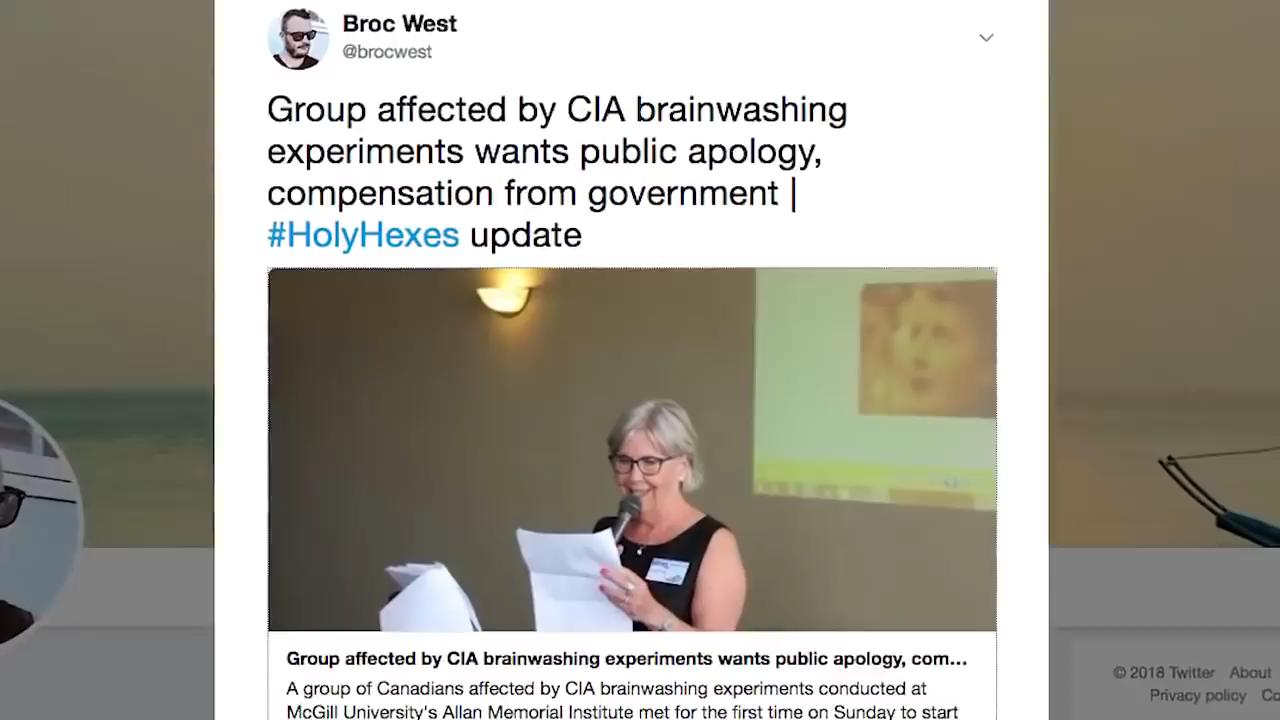 Broc West
@brocwest
Group affected by CIA brainwashing
experiments wants public apology,
compensation from government |
#HolyHexes update
Group affected by CIA brainwashing experiments wants public apology, com...
A group of Canadians affected by CIA brainwashing experiments conducted at
McGill University's Allan Memorial Institute met for the first time on Sunday to start
© 2018 Twitter About
Privacy policy